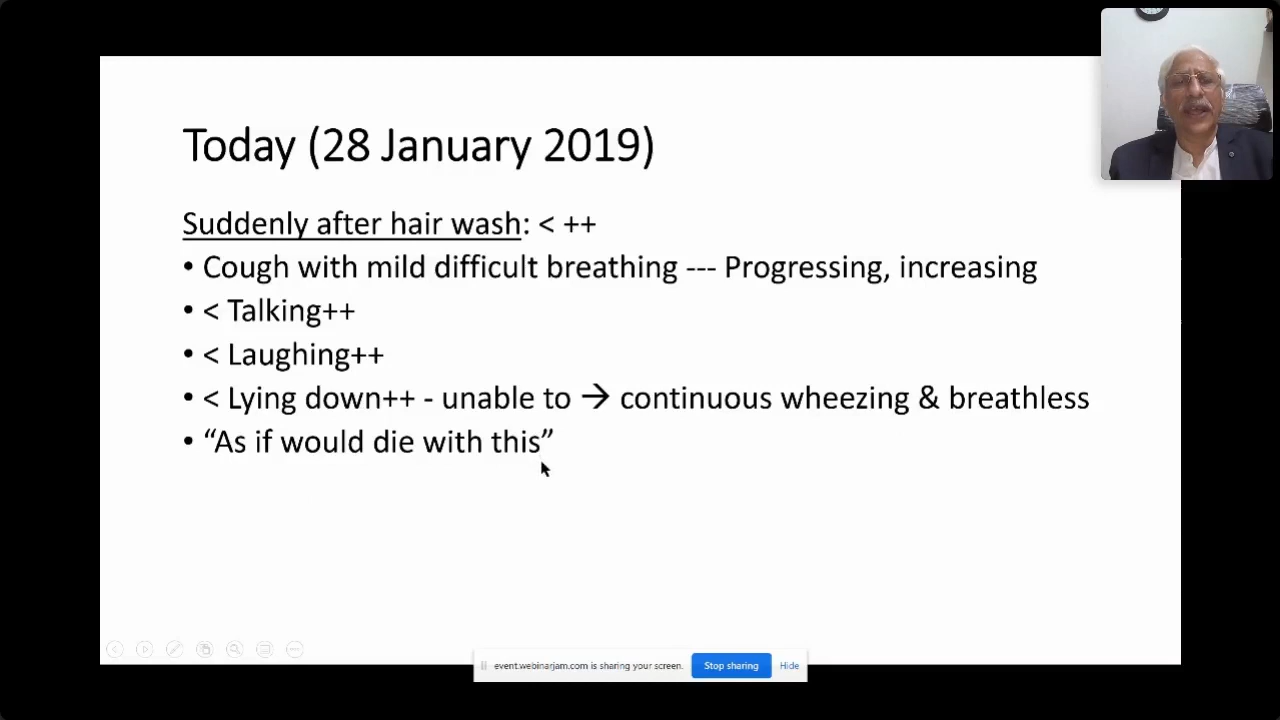 Today (28 January 2019)
Suddenly after hair wash: < ++
• Cough with mild difficult breathing --- Progressing, increasing
• < Talking++
• < Laughing++
• < Lying down++ - unable to → continuous wheezing & breathless
• “As if would die with this”
event.webinarjam.com is sharing your screen. Stop sharing Hide